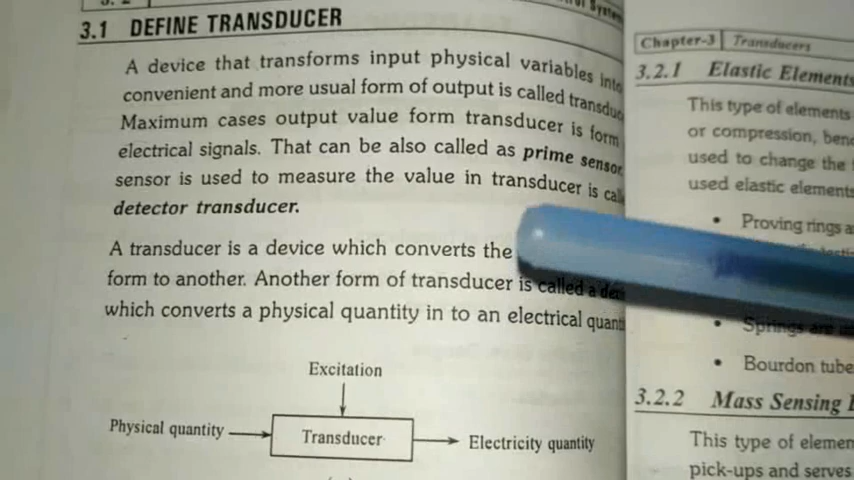 3.1 DEFINE TRANSDUCER
A device that transforms input physical variables into
convenient and more usual form of output is called
Maximum cases output value form transducer is form
electrical signals. That can be also called as prime sensor
sensor is used to measure the value in transducer is
detector transducer.
A transducer is a device which converts the
form to another. Another form of transducer is called a
which converts a physical quantity in to an electrical
Excitation
Physical quantity
Transducer
Electricity quantity
Chapter-3 Transducers
3.2.1 Elastic Elements
This type of elements
or compression,
used to change the
used elastic elements
• Proving rings
• Springs are
• Bourdon tube
3.2.2 Mass Sensing
This type of
pick-ups and serves